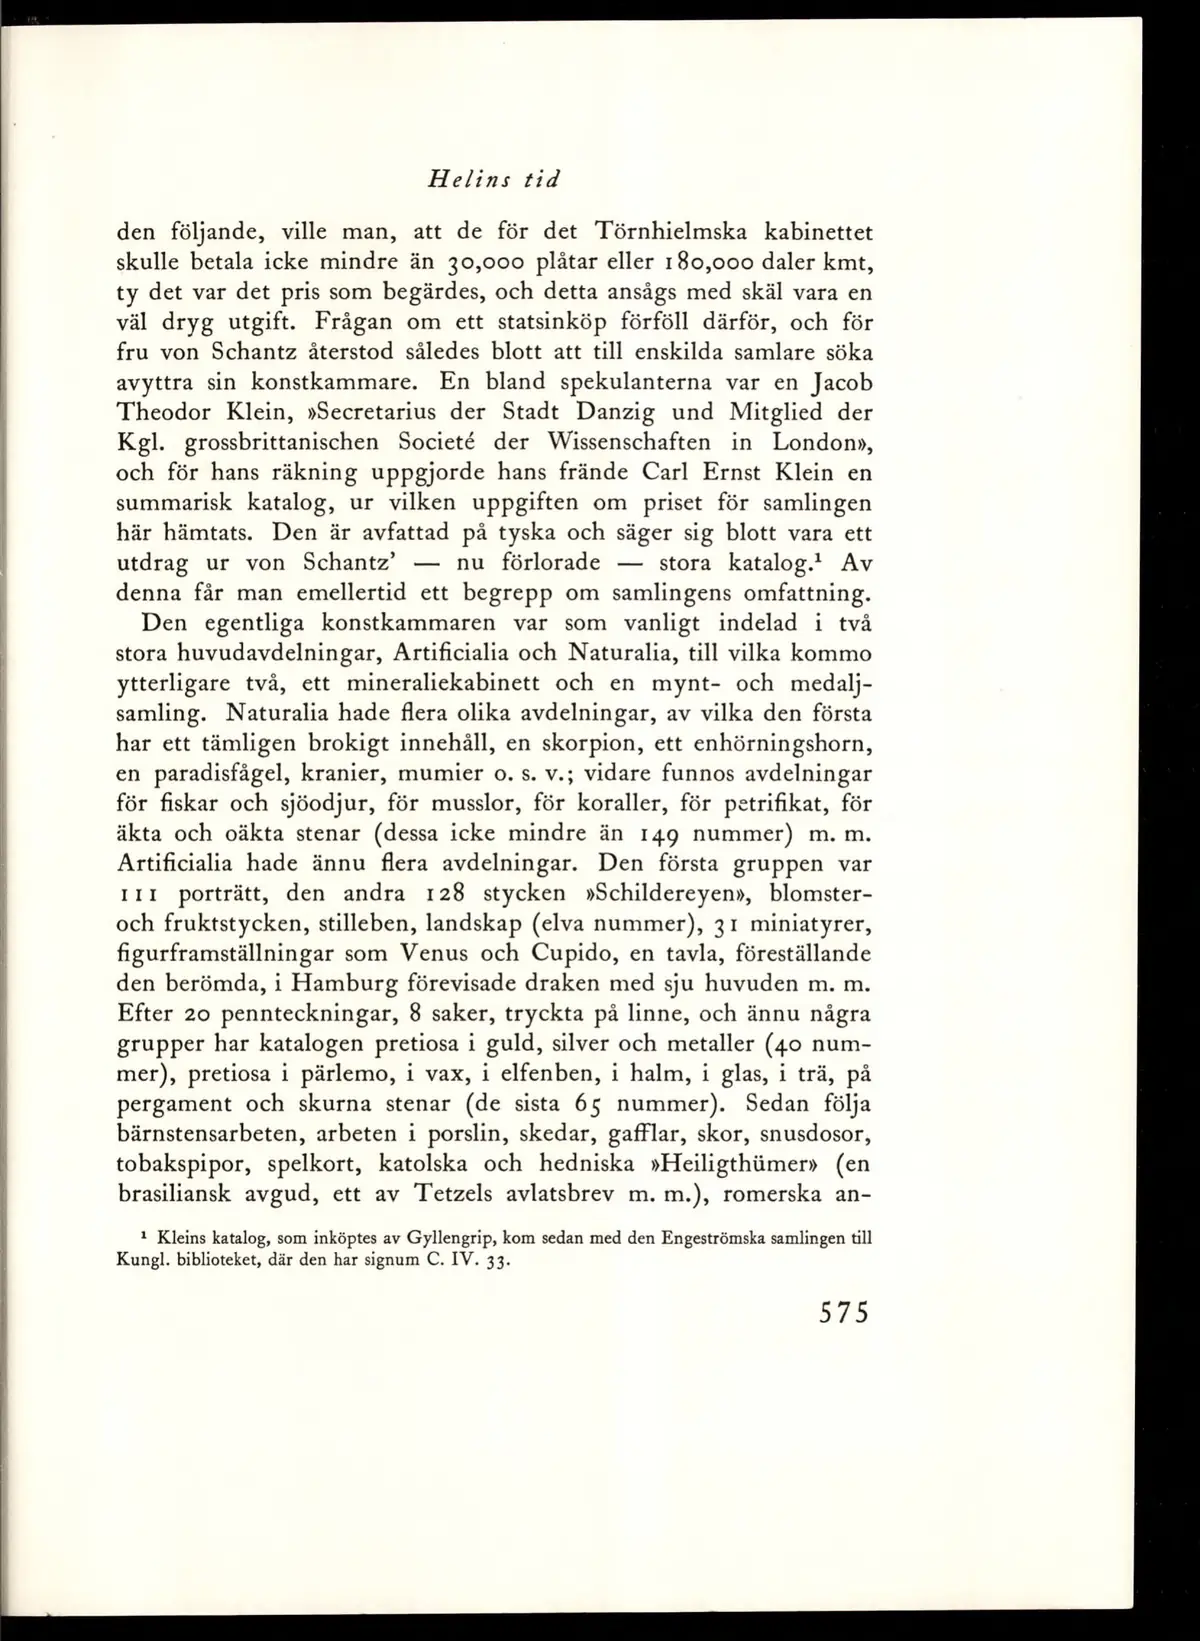 Helins tid
den följande, ville man, att de för det Törnhielmska kabinettet
skulle betala icke mindre än 30,000 plåtar eller 180,000 daler kmt,
ty det var det pris som begärdes, och detta ansågs med skäl vara en
väl dryg utgift. Frågan om ett statsinköp förföll därför, och för
fru von Schantz återstod således blott att till enskilda samlare söka
avyttra sin konstkammare. En bland spekulanterna var en Jacob
Theodor Klein, »Secretarius der Stadt Danzig und Mitglied der
Kgl. grossbrittanischen Societé der Wissenschaften in London»,
och för hans räkning uppgjorde hans frände Carl Ernst Klein en
summarisk katalog, ur vilken uppgiften om priset för samlingen
här hämtats. Den är avfattad på tyska och säger sig blott vara ett
utdrag ur von Schantz’ — nu förlorade — stora katalog.¹ Av
denna får man emellertid ett begrepp om samlingens omfattning.
Den egentliga konstkammaren var som vanligt indelad i två
stora huvudavdelningar, Artificialia och Naturalia, till vilka kommo
ytterligare två, ett mineraliekabinett och en mynt- och medalj-
samling. Naturalia hade flera olika avdelningar, av vilka den första
har ett tämligen brokigt innehåll, en skorpion, ett enhörningshorn,
en paradisfågel, kranier, mumier o. s. v.; vidare funnos avdelningar
för fiskar och sjöodjur, för musslor, för koraller, för petrifikat, för
äkta och oäkta stenar (dessa icke mindre än 149 nummer) m. m.
Artificialia hade ännu flera avdelningar. Den första gruppen var
111 porträtt, den andra 128 stycken »Schildereyen», blomster-
och fruktstycken, stilleben, landskap (elva nummer), 31 miniatyrer,
figurframställningar som Venus och Cupido, en tavla, föreställande
den berömda, i Hamburg förevisade draken med sju huvuden m. m.
Efter 20 pennteckningar, 8 saker, tryckta på linne, och ännu några
grupper har katalogen pretiosa i guld, silver och metaller (40 num-
mer), pretiosa i pärlemo, i vax, i elfenben, i halm, i glas, i trä, på
pergament och skurna stenar (de sista 65 nummer). Sedan följa
bärnstensarbeten, arbeten i porslin, skedar, gafflar, skor, snusdosor,
tobakspipor, spelkort, katolska och hedniska »Heiligthümer» (en
brasiliansk avgud, ett av Tetzels avlatsbrev m. m.), romerska an-
¹ Kleins katalog, som inköptes av Gyllengrip, kom sedan med den Engeströmska samlingen till
Kungl. biblioteket, där den har signum C. IV. 33.
575